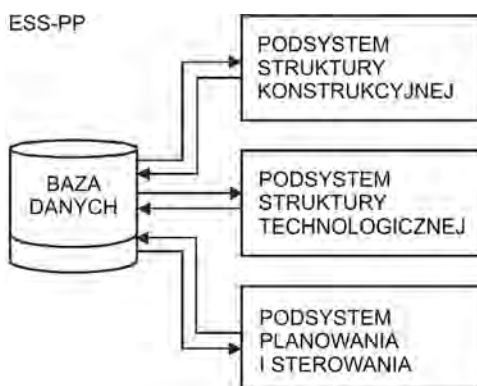 ESS-PP
PODSYSTEM
STRUKTURY
KONSTRUKCYJNEJ
BAZA
DANYCH
PODSYSTEM
STRUKTURY
TECHNOLOGICZNEJ
PODSYSTEM
PLANOWANIA
I STEROWANIA